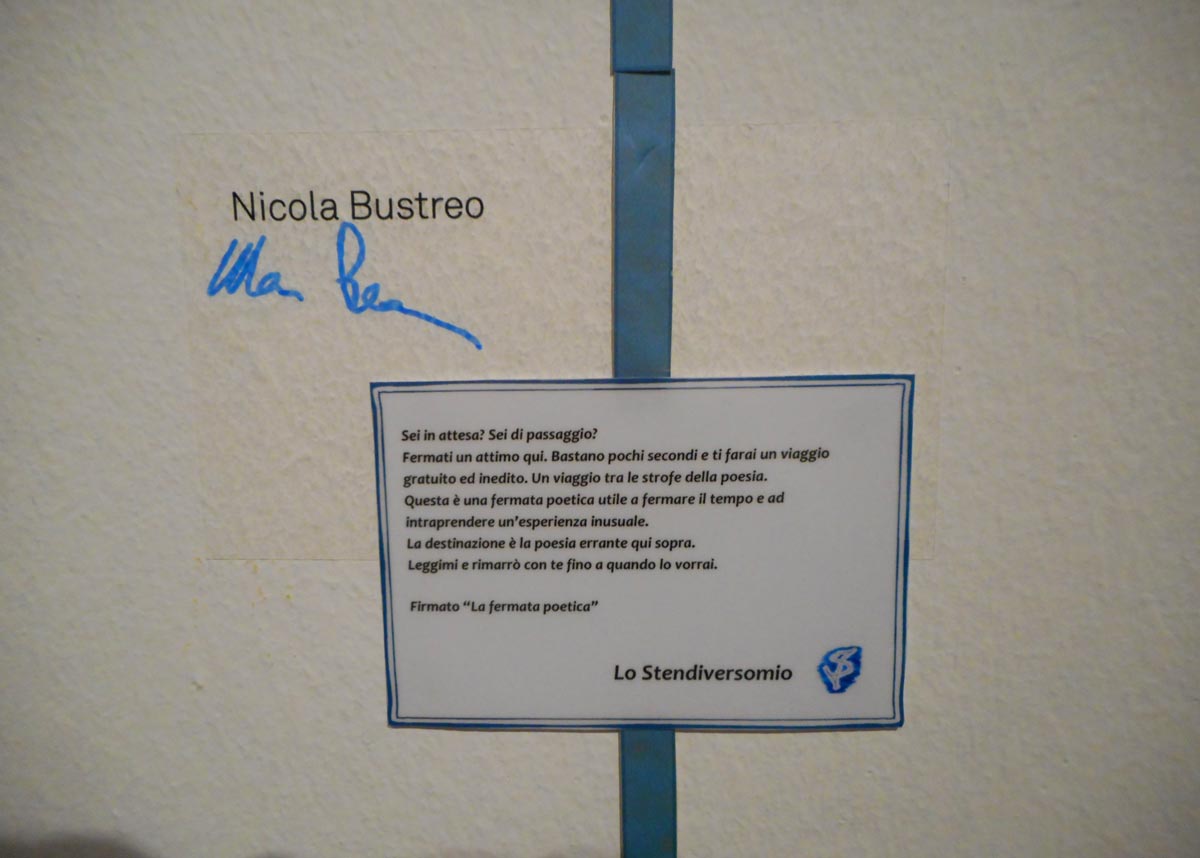 Nicola Bustreo
Sei in attesa? Sei di passaggio?
Fermati un attimo qui. Bastano pochi secondi e ti farai un viaggio
gratuito ed inedito. Un viaggio tra le strofe della poesia.
Questa è una fermata poetica utile a fermare il tempo e ad
intraprendere un'esperienza inusuale.
La destinazione è la poesia errante qui sopra.
Leggimi e rimarrò con te fino a quando lo vorrai.
Firmato “La fermata poetica”
Lo Stendiversomio